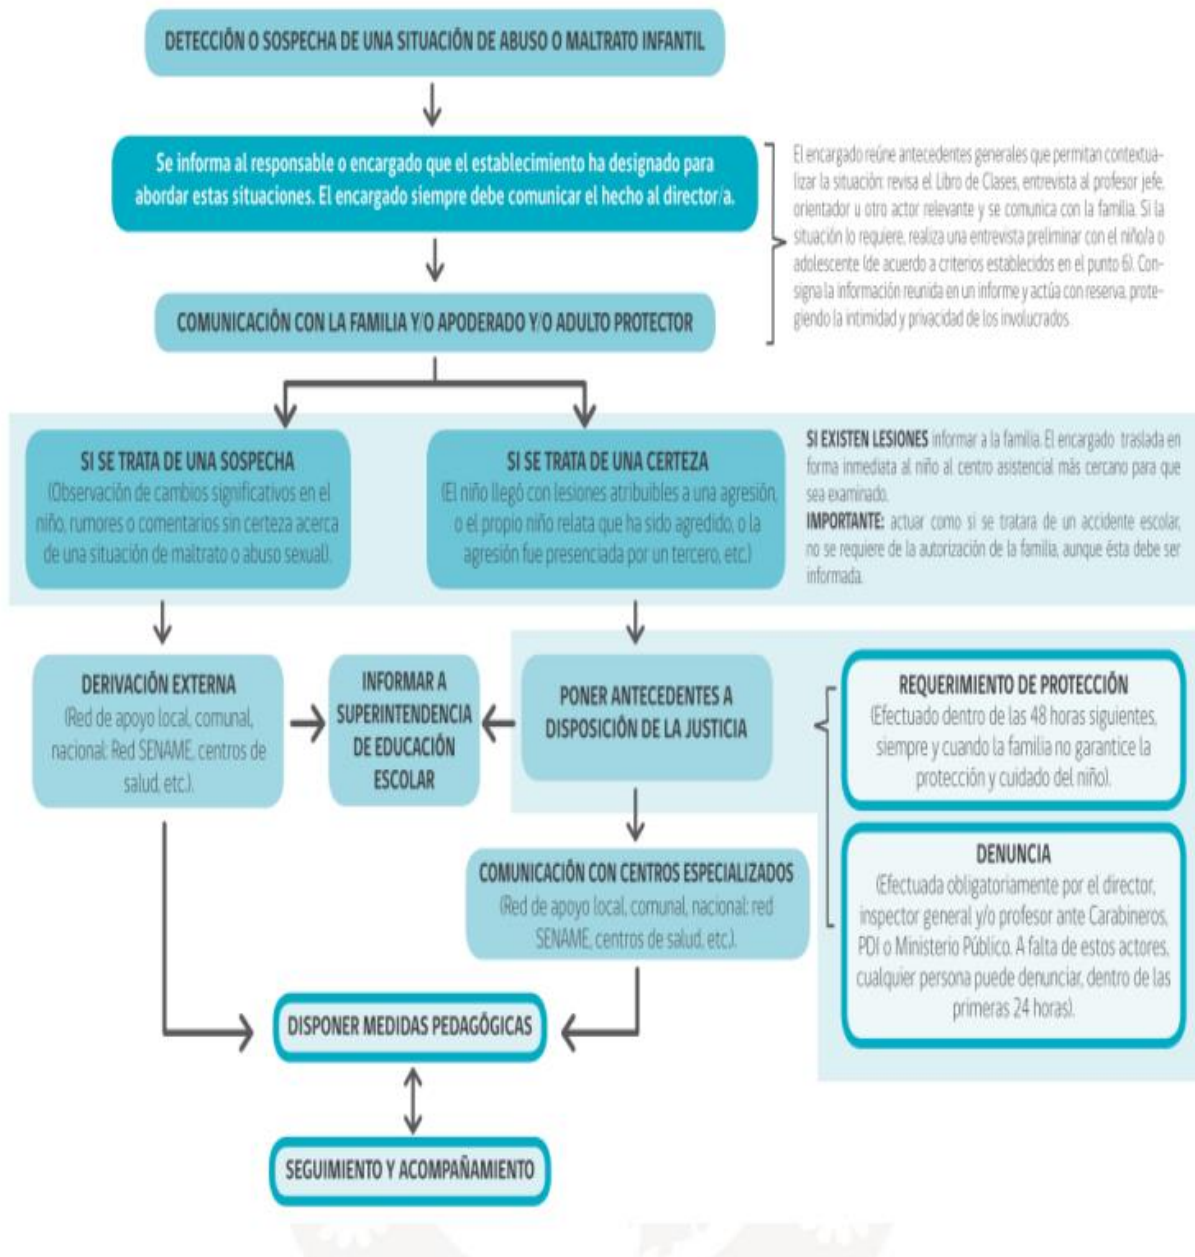 DETECCIÓN O SOSPECHA DE UNA SITUACIÓN DE ABUSO O MALTRATO INFANTIL
Se informa al responsable o encargado que el establecimiento ha designado para
abordar estas situaciones. El encargado siempre debe comunicar el hecho al director/a.
El encargado reúne antecedentes generales que permitan contextua-
lizar la situación: revisa el Libro de Clases, entrevista al profesor jefe,
orientador u otro actor relevante y se comunica con la familia. Si la
situación lo requiere, realiza una entrevista preliminar con el niño/a o
adolescente (de acuerdo a criterios establecidos en el punto 6). Con-
signa la información reunida en un informe y actúa con reserva, prote-
giendo la intimidad y privacidad de los involucrados.
COMUNICACIÓN CON LA FAMILIA Y/O APODERADO Y/O ADULTO PROTECTOR
SI SE TRATA DE UNA SOSPECHA
(Observación de cambios significativos en el
niño, rumores o comentarios sin certeza acerca
de una situación de maltrato o abuso sexual).
SI SE TRATA DE UNA CERTEZA
(El niño llegó con lesiones atribuibles a una agresión,
o el propio niño relata que ha sido agredido, o la
agresión fue presenciada por un tercero, etc.)
SI EXISTEN LESIONES informar a la familia. El encargado traslada en
forma inmediata al niño al centro asistencial más cercano para que
sea examinado.
IMPORTANTE: actuar como si se tratara de un accidente escolar,
no se requiere de la autorización de la familia, aunque ésta debe ser
informada.
DERIVACIÓN EXTERNA
(Red de apoyo local, comunal,
nacional: Red SENAME, centros de
salud, etc.).
INFORMAR A
SUPERINTENDENCIA
DE EDUCACIÓN
ESCOLAR
PONER ANTECEDENTES A
DISPOSICIÓN DE LA JUSTICIA
REQUERIMIENTO DE PROTECCIÓN
(Efectuado dentro de las 48 horas siguientes,
siempre y cuando la familia no garantice la
protección y cuidado del niño).
DENUNCIA
(Efectuada obligatoriamente por el director,
inspector general y/o profesor ante Carabineros,
PDI o Ministerio Público. A falta de estos actores,
cualquier persona puede denunciar, dentro de las
primeras 24 horas).
COMUNICACIÓN CON CENTROS ESPECIALIZADOS
(Red de apoyo local, comunal, nacional: red
SENAME, centros de salud, etc.).
DISPONER MEDIDAS PEDAGÓGICAS
SEGUIMIENTO Y ACOMPAÑAMIENTO